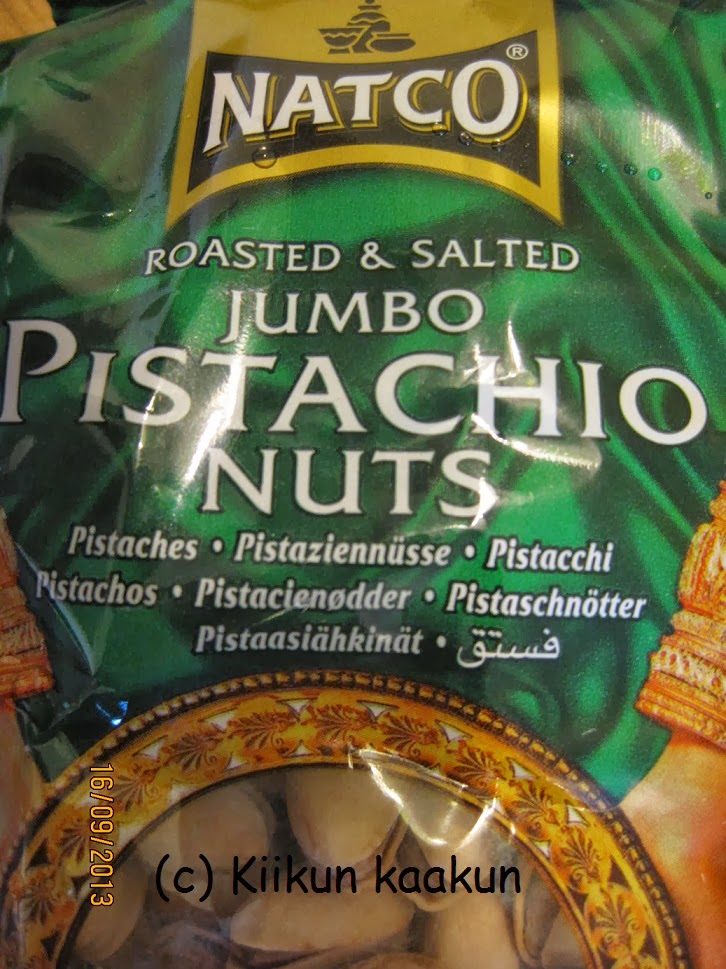 NATCO®
ROASTED & SALTED
JUMBO
PISTACHIO
NUTS
Pistaches • Pistaziennüsse • Pistacchi
Pistachos • Pistacienødder • Pistaschnötter
Pistaasiähkinät • فستق
16/09/2013
(c) Kiikun kaakun